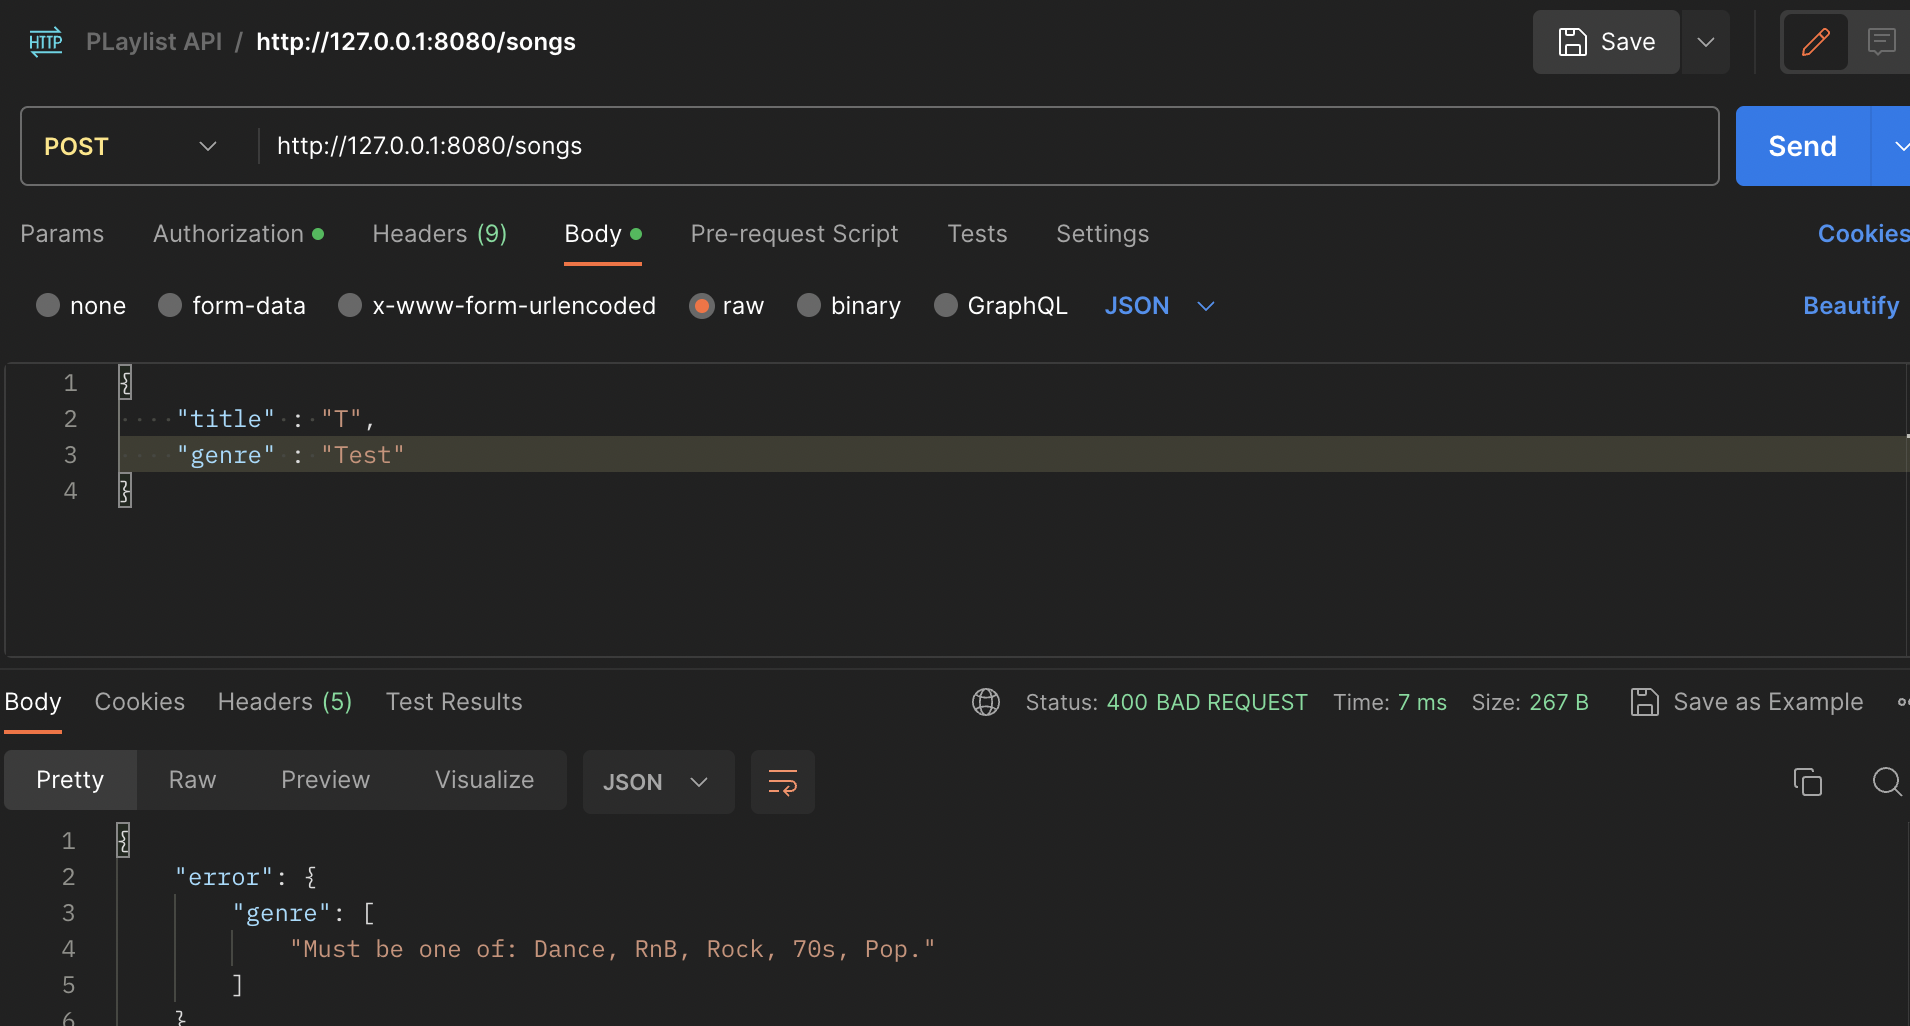 HTTP PLaylist API / http://127.0.0.1:8080/songs Save
POST http://127.0.0.1:8080/songs Send
Params Authorization Headers (9) Body Pre-request Script Tests Settings Cookies
none form-data x-www-form-urlencoded raw binary GraphQL JSON Beautify
1 {
2 "title" : "T",
3 "genre" : "Test"
4 }
Body Cookies Headers (5) Test Results Status: 400 BAD REQUEST Time: 7 ms Size: 267 B Save as Example
Pretty Raw Preview Visualize JSON
1 {
2 "error": {
3 "genre": [
4 "Must be one of: Dance, RnB, Rock, 70s, Pop."
5 ]
6 }